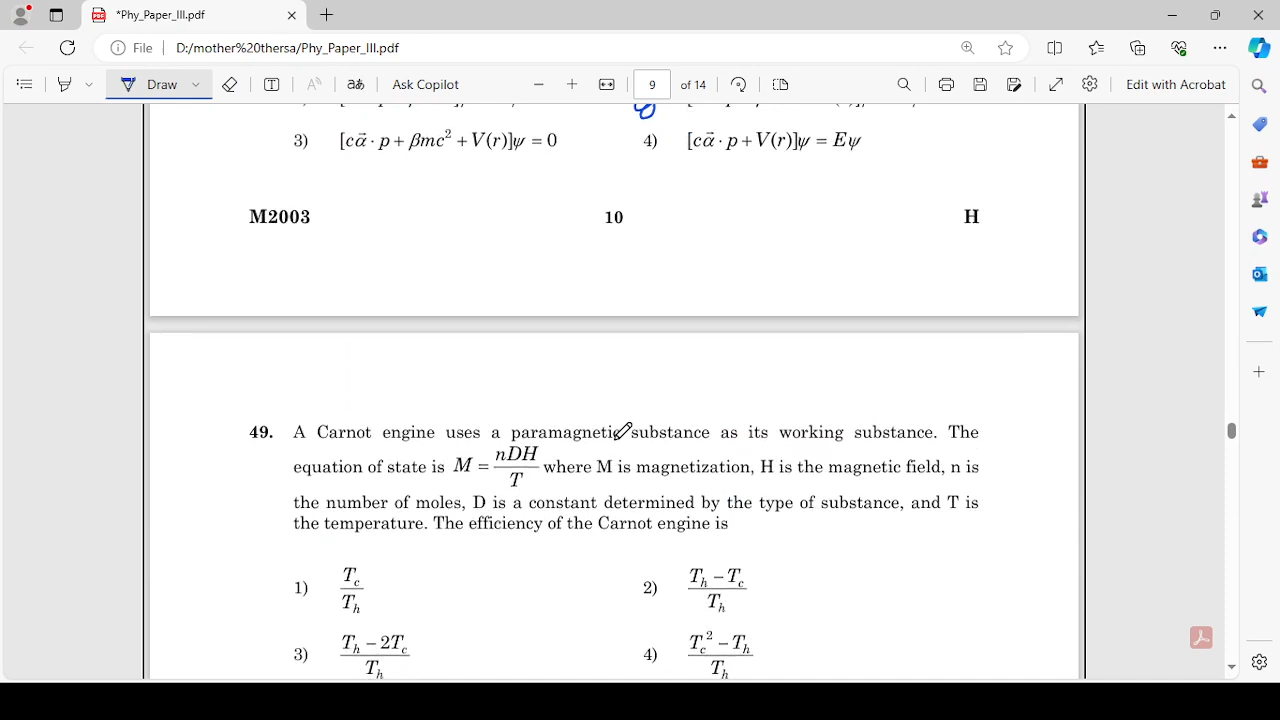 *Phy_Paper_III.pdf
File D:/mother%20thersa/Phy_Paper_III.pdf
Draw Ask Copilot 9 of 14 Edit with Acrobat
3) [cα⃗ · p + βmc² + V(r)]ψ = 0 4) [cα⃗ · p + V(r)]ψ = Eψ
M2003 10 H
49. A Carnot engine uses a paramagnetic substance as its working substance. The
equation of state is M = nDH/T where M is magnetization, H is the magnetic field, n is
the number of moles, D is a constant determined by the type of substance, and T is
the temperature. The efficiency of the Carnot engine is
1) T_c/T_h 2) (T_h − T_c)/T_h
3) (T_h − 2T_c)/T_h 4) (T_c² − T_h)/T_h